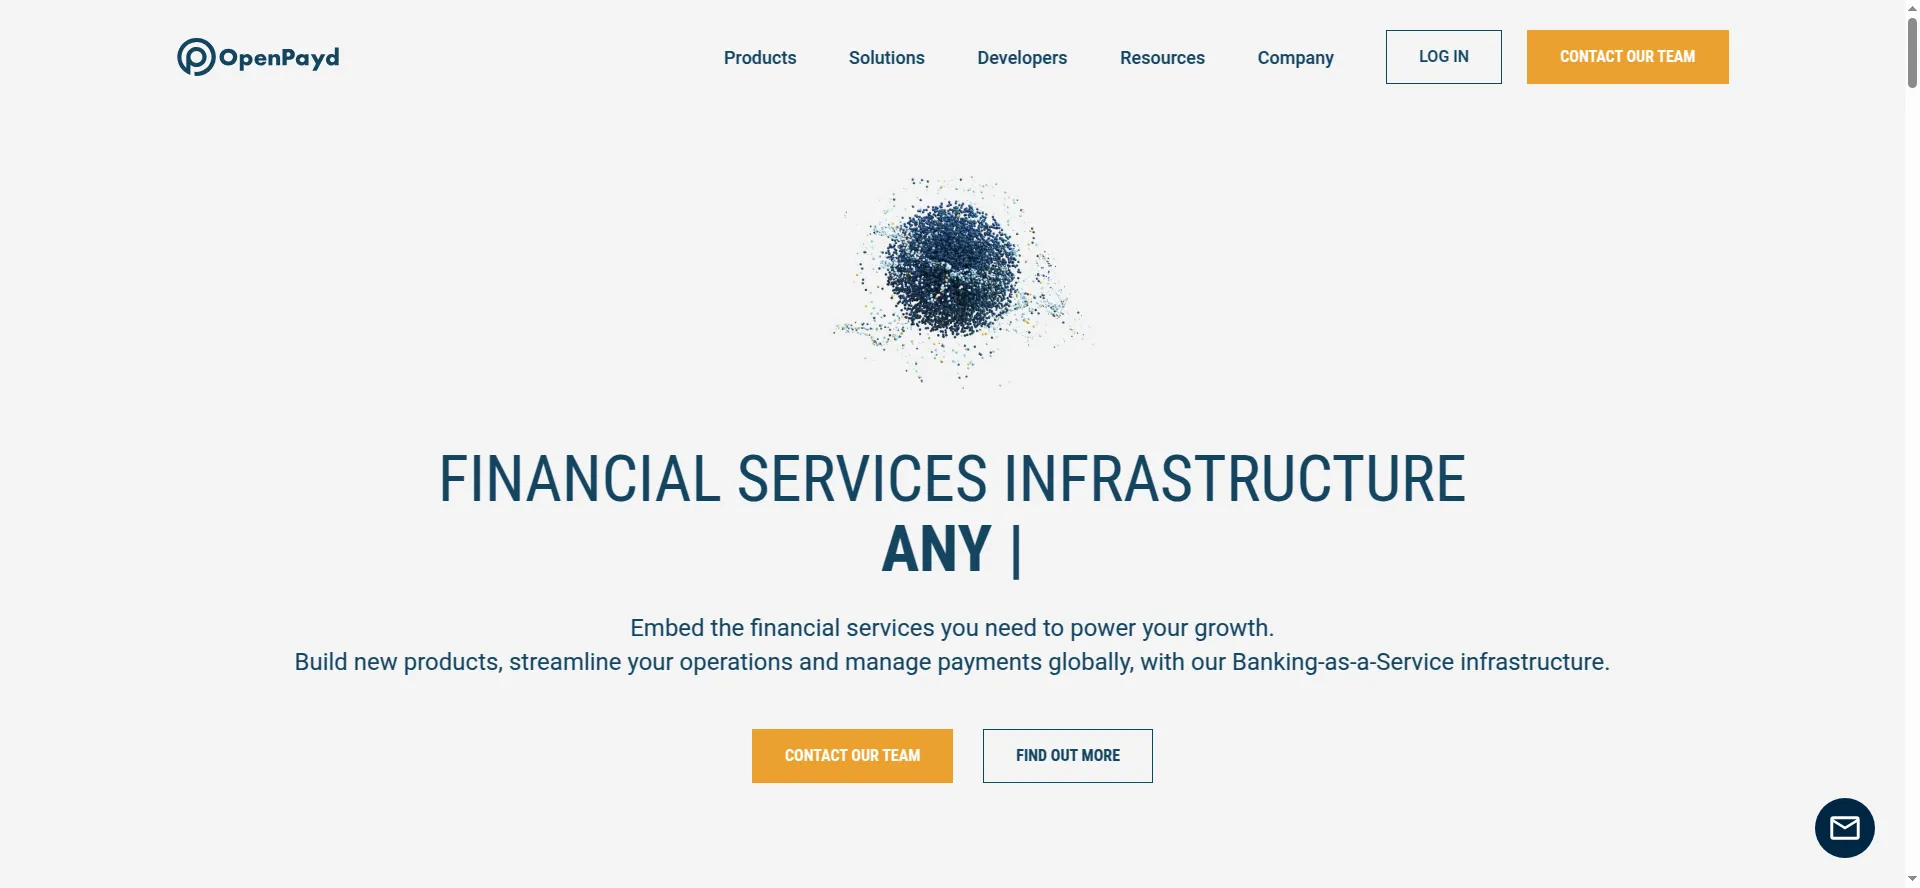 OpenPayd
Products
Solutions
Developers
Resources
Company
LOG IN
CONTACT OUR TEAM
FINANCIAL SERVICES INFRASTRUCTURE
ANY |
Embed the financial services you need to power your growth.
Build new products, streamline your operations and manage payments globally, with our Banking-as-a-Service infrastructure.
CONTACT OUR TEAM
FIND OUT MORE